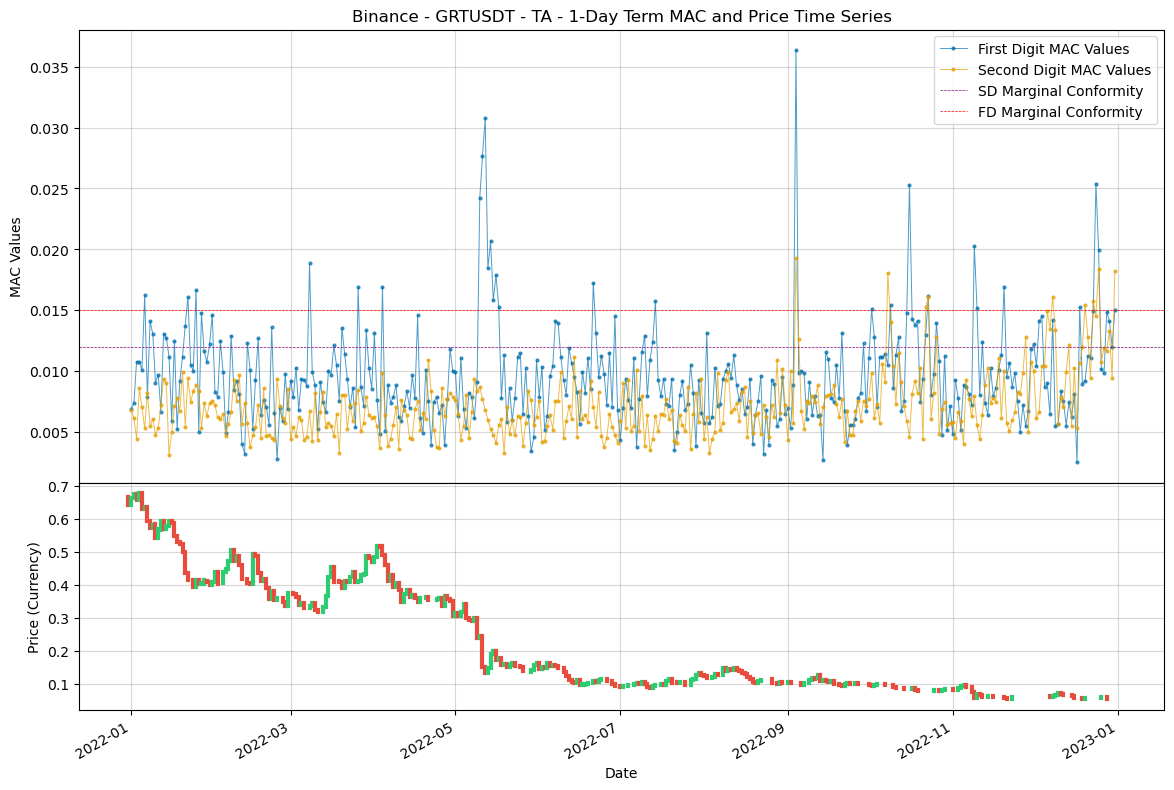 Binance - GRTUSDT - TA - 1-Day Term MAC and Price Time Series
First Digit MAC Values
Second Digit MAC Values
SD Marginal Conformity
FD Marginal Conformity
MAC Values
0.035
0.030
0.025
0.020
0.015
0.010
0.005
Price (Currency)
0.7
0.6
0.5
0.4
0.3
0.2
0.1
2022-01
2022-03
2022-05
2022-07
2022-09
2022-11
2023-01
Date